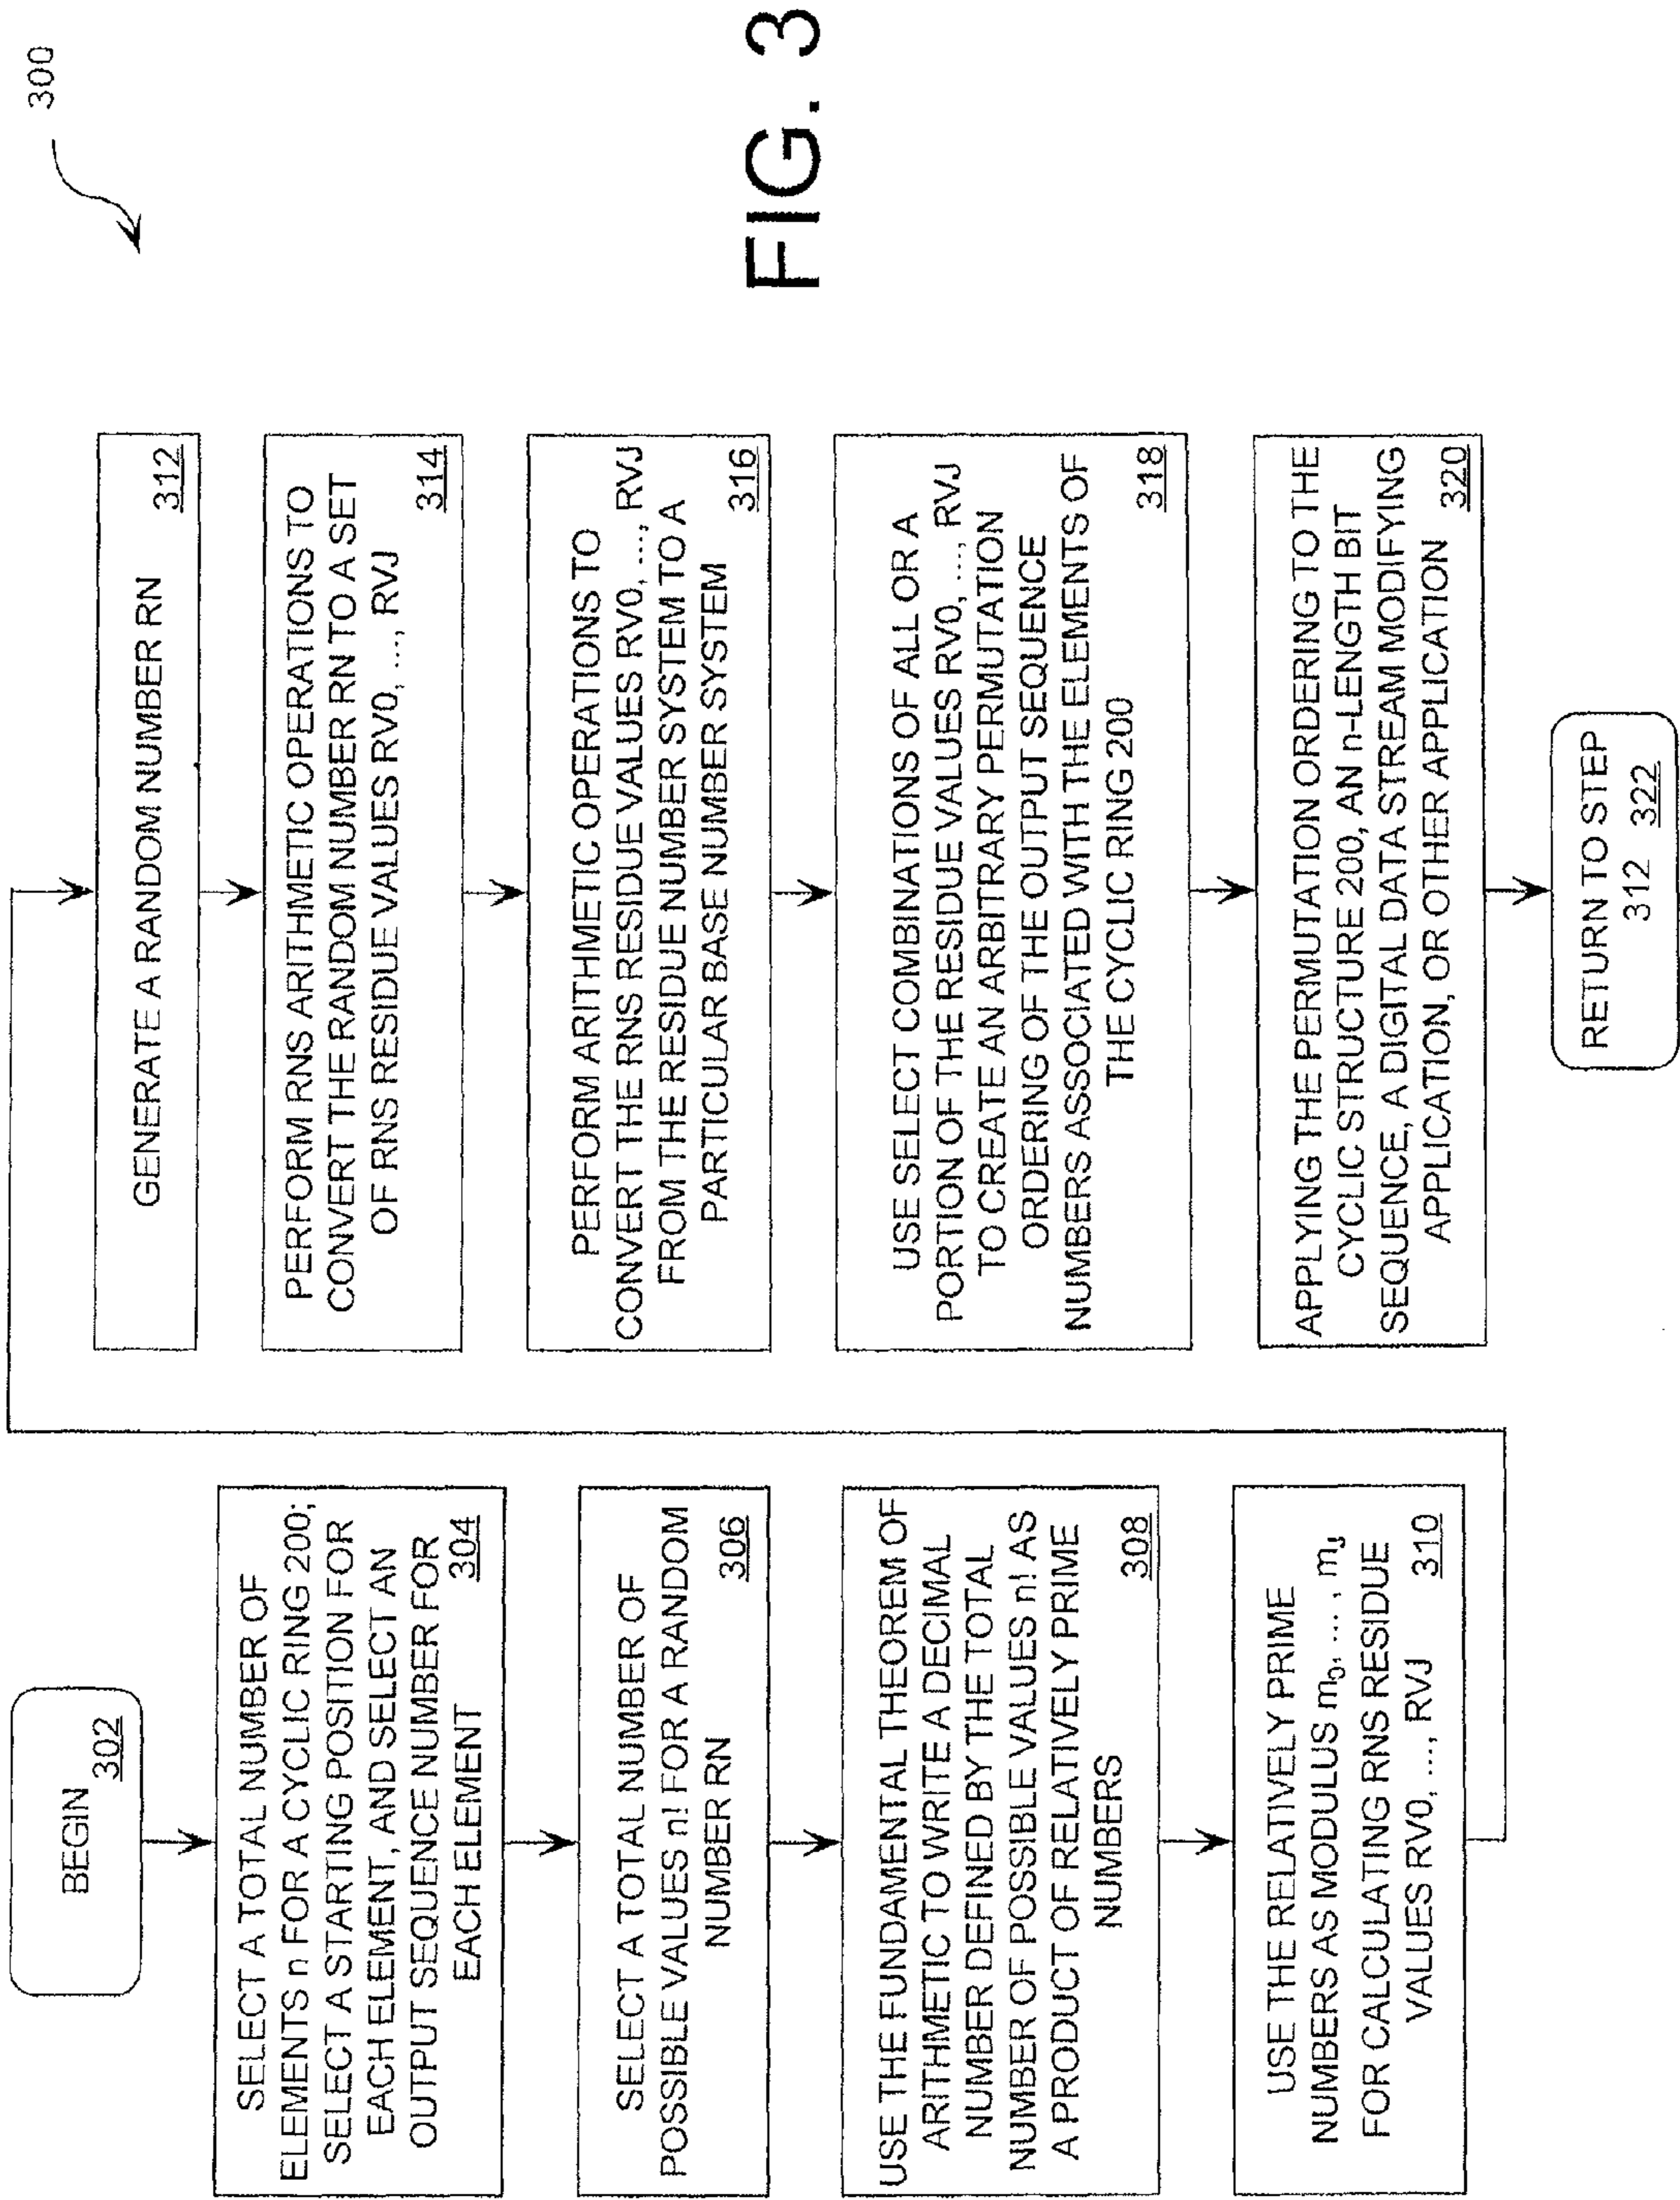 300
BEGIN
302
SELECT A TOTAL NUMBER OF
ELEMENTS n FOR A CYCLIC RING 200;
SELECT A STARTING POSITION FOR
EACH ELEMENT, AND SELECT AN
OUTPUT SEQUENCE NUMBER FOR
EACH ELEMENT
304
SELECT A TOTAL NUMBER OF
POSSIBLE VALUES n! FOR A RANDOM
NUMBER RN
306
USE THE FUNDAMENTAL THEOREM OF
ARITHMETIC TO WRITE A DECIMAL
NUMBER DEFINED BY THE TOTAL
NUMBER OF POSSIBLE VALUES n! AS
A PRODUCT OF RELATIVELY PRIME
NUMBERS
308
USE THE RELATIVELY PRIME
NUMBERS AS MODULUS m₀, ... , mⱼ
FOR CALCULATING RNS RESIDUE
VALUES RV0, ..., RVJ
310
GENERATE A RANDOM NUMBER RN
312
PERFORM RNS ARITHMETIC OPERATIONS TO
CONVERT THE RANDOM NUMBER RN TO A SET
OF RNS RESIDUE VALUES RV0, ..., RVJ
314
PERFORM ARITHMETIC OPERATIONS TO
CONVERT THE RNS RESIDUE VALUES RV0, ..., RVJ
FROM THE RESIDUE NUMBER SYSTEM TO A
PARTICULAR BASE NUMBER SYSTEM
316
USE SELECT COMBINATIONS OF ALL OR A
PORTION OF THE RESIDUE VALUES RV0, ..., RVJ
TO CREATE AN ARBITRARY PERMUTATION
ORDERING OF THE OUTPUT SEQUENCE
NUMBERS ASSOCIATED WITH THE ELEMENTS OF
THE CYCLIC RING 200
318
APPLYING THE PERMUTATION ORDERING TO THE
CYCLIC STRUCTURE 200, AN n-LENGTH BIT
SEQUENCE, A DIGITAL DATA STREAM MODIFYING
APPLICATION, OR OTHER APPLICATION
320
RETURN TO STEP
312 322
FIG. 3